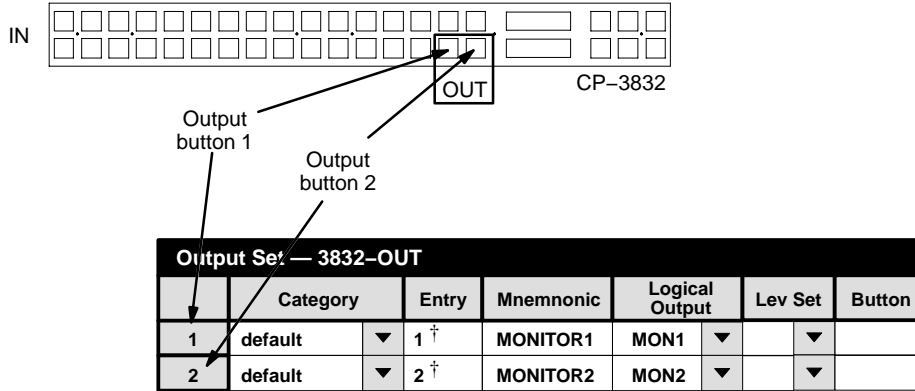 IN
OUT
CP–3832
Output
button 1
Output
button 2
Output Set — 3832–OUT
Category Entry Mnemnonic Logical Output Lev Set Button
1 default ▼ 1 † MONITOR1 MON1 ▼ ▼
2 default ▼ 2 † MONITOR2 MON2 ▼ ▼